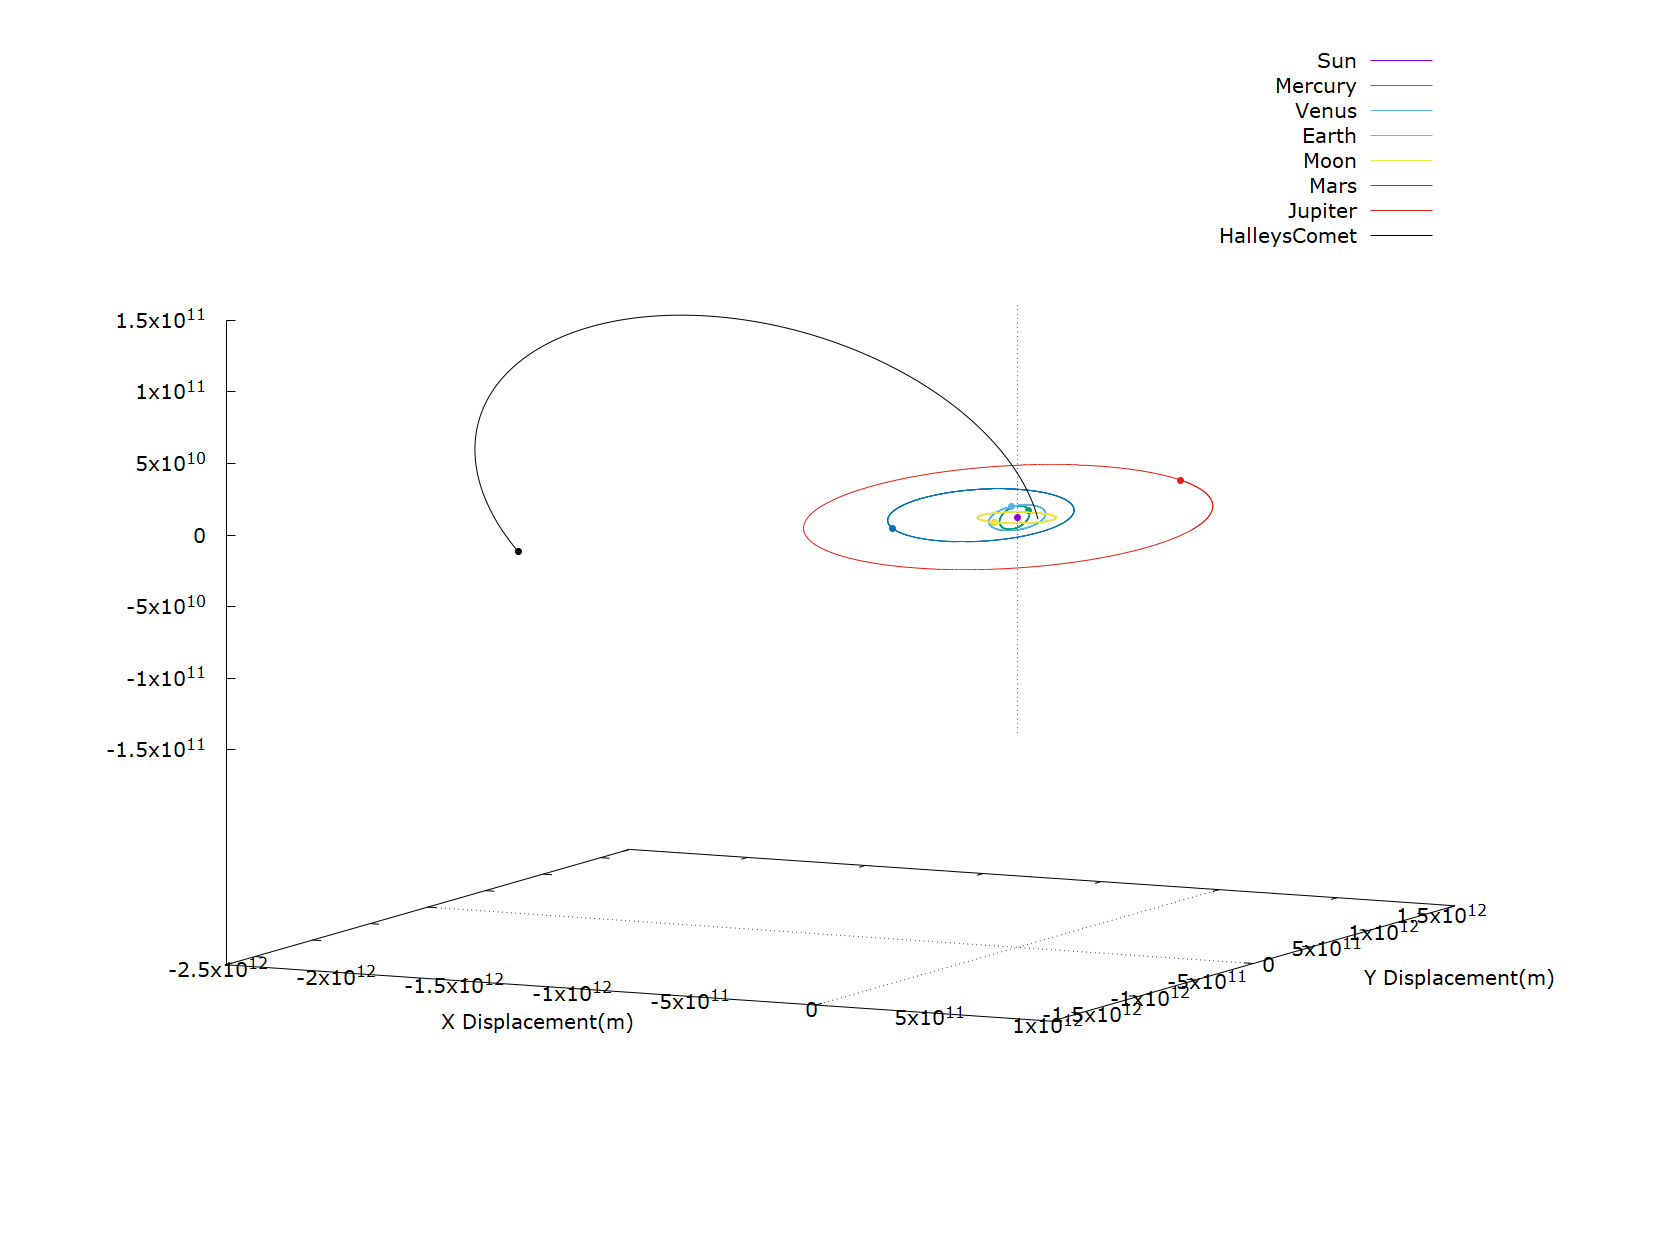 Sun
Mercury
Venus
Earth
Moon
Mars
Jupiter
HalleysComet
1.5x10¹¹
1x10¹¹
5x10¹⁰
0
-5x10¹⁰
-1x10¹¹
-1.5x10¹¹
-2.5x10¹²
-2x10¹²
-1.5x10¹²
-1x10¹²
-5x10¹¹
0
5x10¹¹
1x10¹²
X Displacement(m)
-1.5x10¹²
-1x10¹²
-5x10¹¹
0
5x10¹¹
1x10¹²
1.5x10¹²
Y Displacement(m)